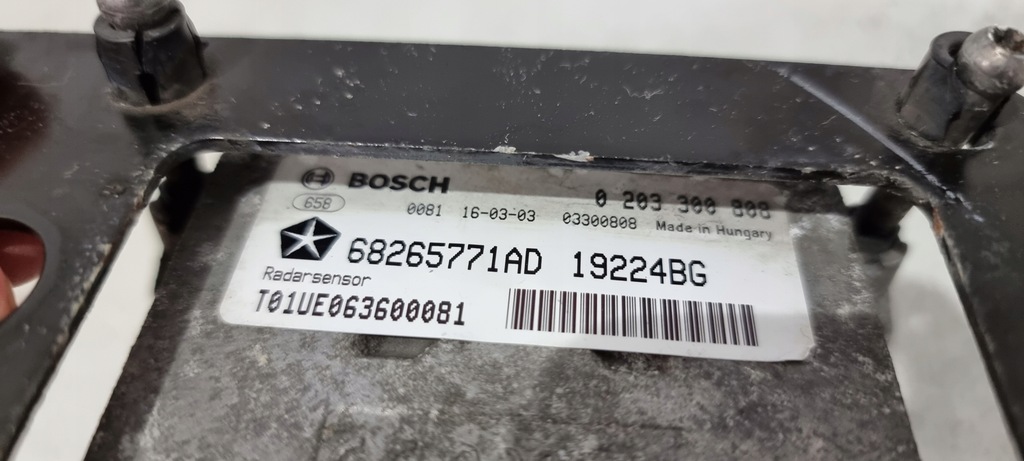 BOSCH 0 203 300 808
658 0081 16-03-03 03300808 Made in Hungary
68265771AD 19224BG
Radarsensor
T01UE063600081